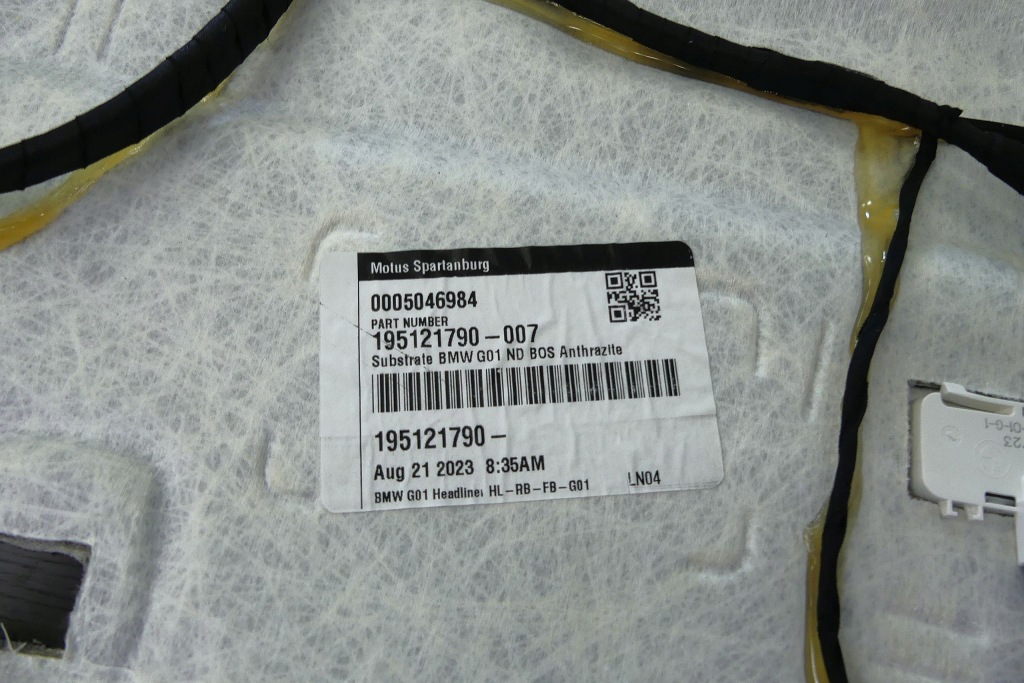 Motus Spartanburg
0005046984
PART NUMBER
195121790-007
Substrate BMW G01 ND BOS Anthrazite
195121790-
Aug 21 2023 8:35AM
BMW G01 Headliner HL-RB-FB-G01 LN04